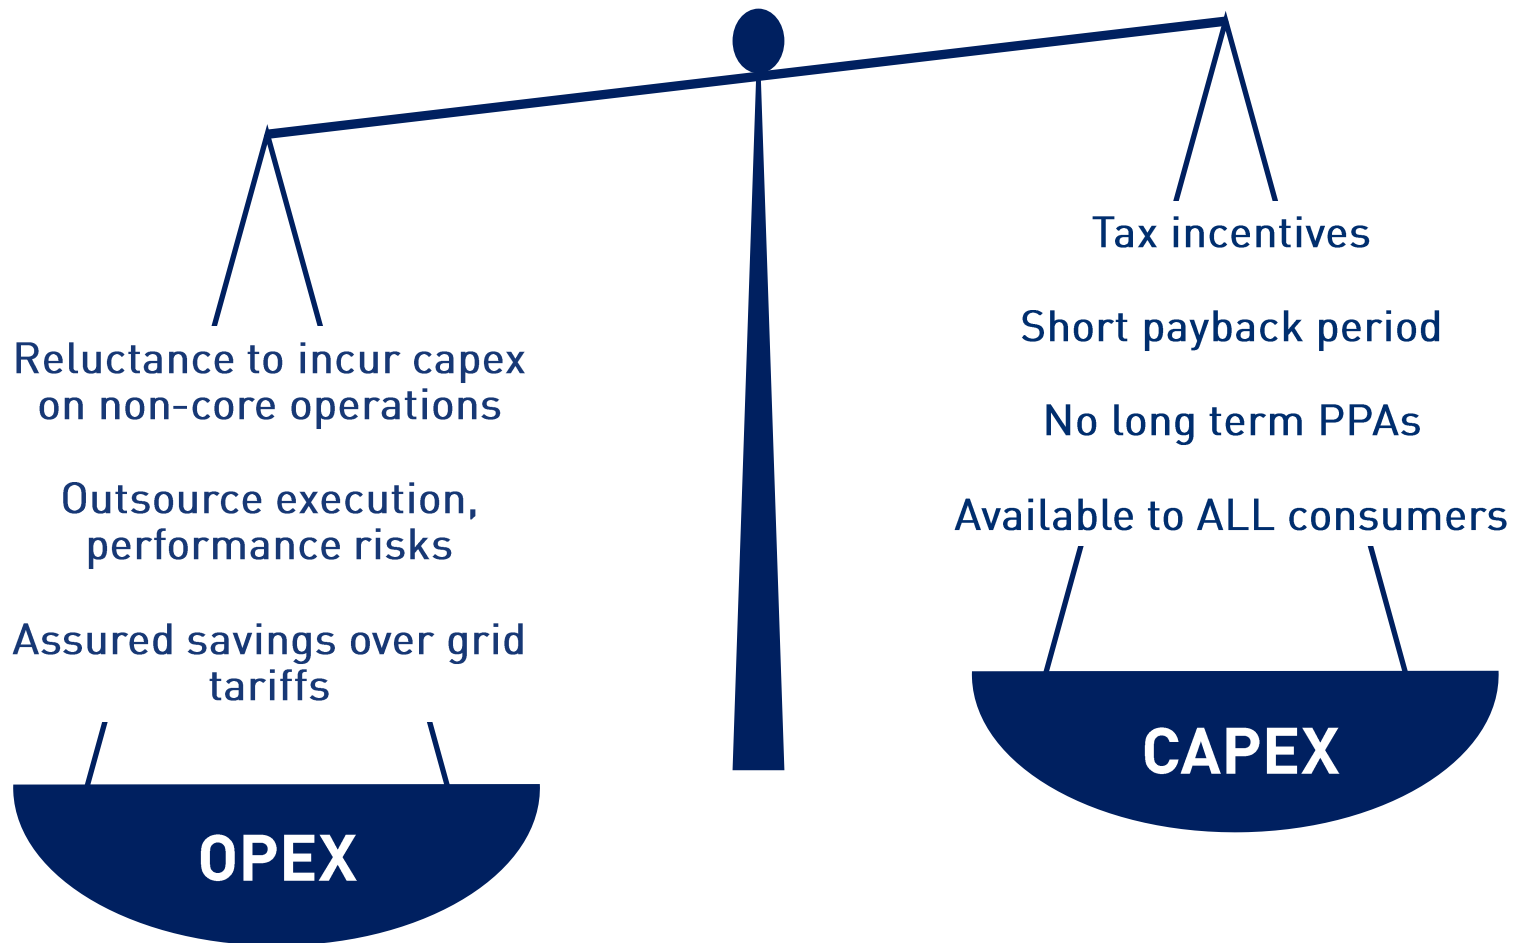 Reluctance to incur capex
on non-core operations
Outsource execution,
performance risks
Assured savings over grid
tariffs
OPEX
Tax incentives
Short payback period
No long term PPAs
Available to ALL consumers
CAPEX